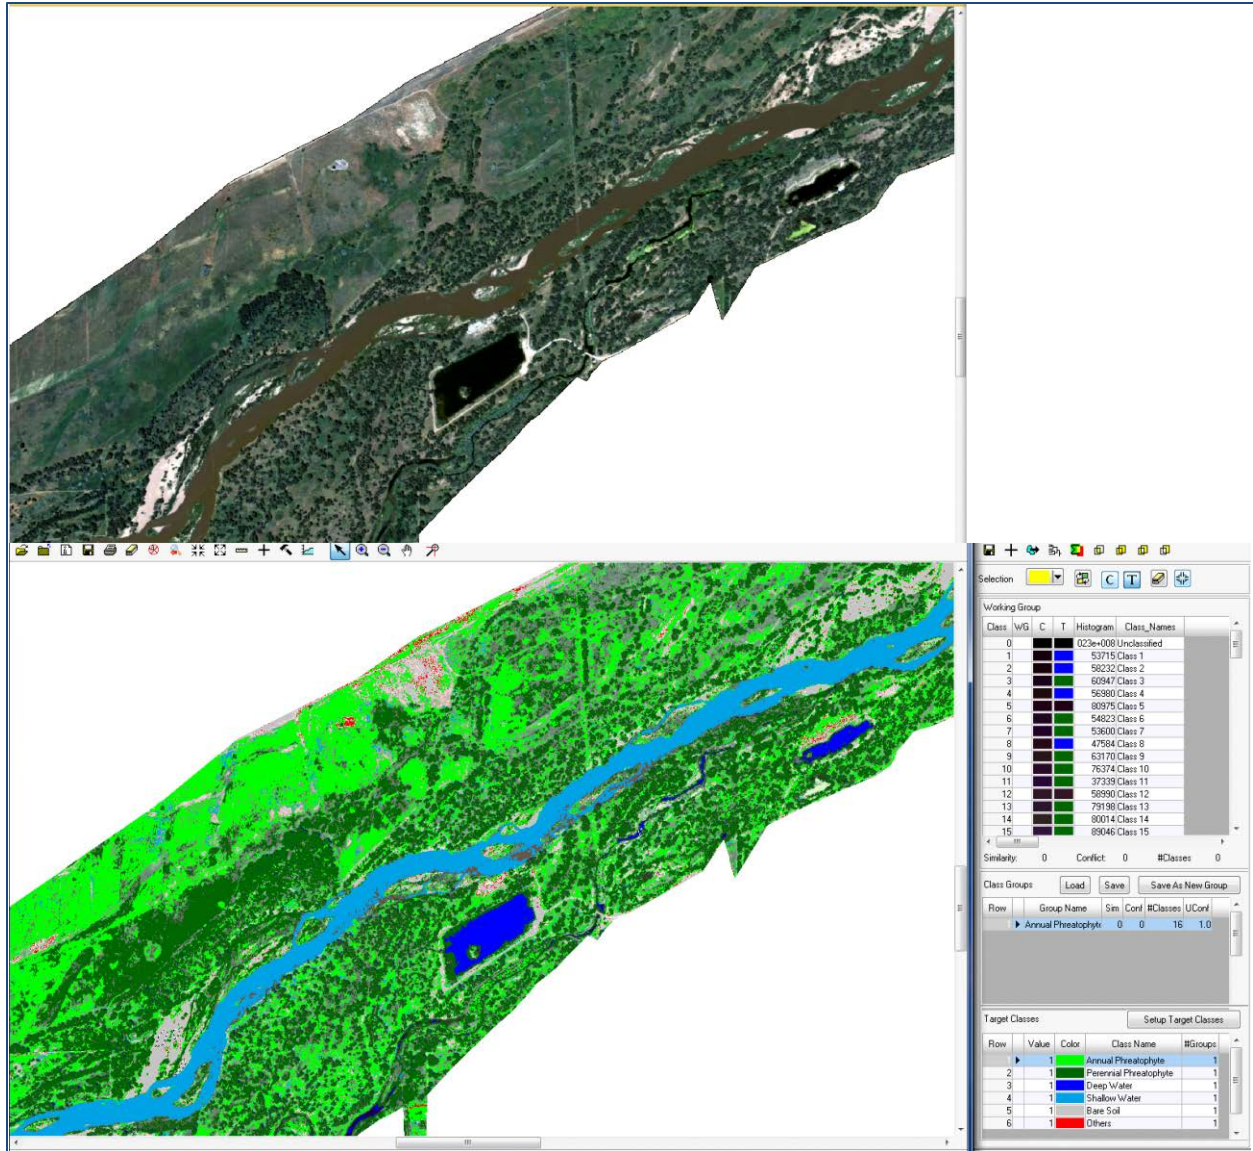 Selection
C T
Working Group
Class WG C T Histogram Class_Names
0 023e+008 Unclassified
1 53715 Class 1
2 58232 Class 2
3 60947 Class 3
4 56980 Class 4
5 80975 Class 5
6 54823 Class 6
7 53600 Class 7
8 47584 Class 8
9 63170 Class 9
10 76374 Class 10
11 37339 Class 11
12 58990 Class 12
13 79198 Class 13
14 80014 Class 14
15 89046 Class 15
Similarity: 0 Conflict: 0 #Classes 0
Class Groups Load Save Save As New Group
Row Group Name Sim Conf #Classes UConf
1 Annual Phreatophyte 0 0 16 1.0
Target Classes Setup Target Classes
Row Value Color Class Name #Groups
1 1 Annual Phreatophyte 1
2 1 Perennial Phreatophyte 1
3 1 Deep Water 1
4 1 Shallow Water 1
5 1 Bare Soil 1
6 1 Others 1